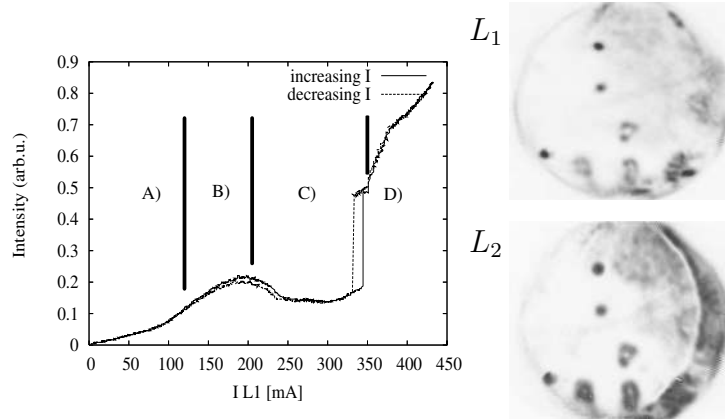 L₁
0.9
increasing I
decreasing I
0.8
0.7
0.6
0.5
A) B) C) D)
0.4
0.3
0.2
0.1
0
Intensity (arb.u.)
0 50 100 150 200 250 300 350 400 450
I L1 [mA]
L₂